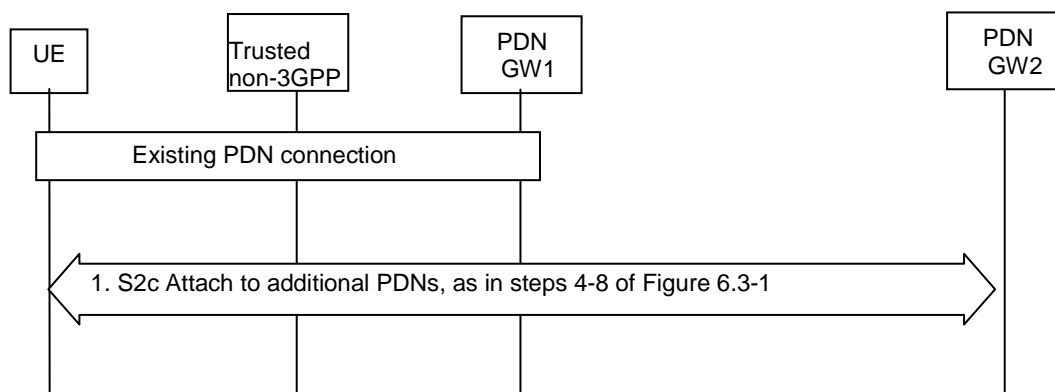 UE
Trusted
non-3GPP
PDN
GW1
PDN
GW2
Existing PDN connection
1. S2c Attach to additional PDNs, as in steps 4-8 of Figure 6.3-1